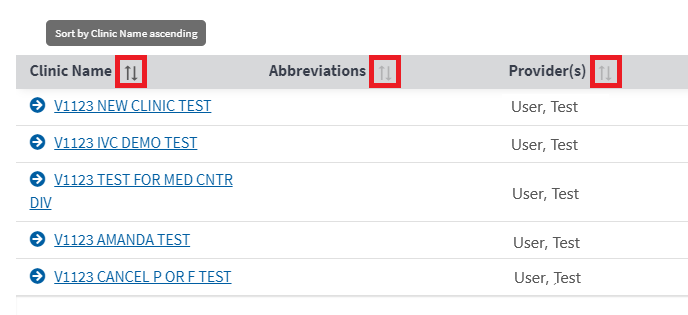 Sort by Clinic Name ascending
Clinic Name Abbreviations Provider(s)
V1123 NEW CLINIC TEST User, Test
V1123 IVC DEMO TEST User, Test
V1123 TEST FOR MED CNTR User, Test
DIV
V1123 AMANDA TEST User, Test
V1123 CANCEL P OR F TEST User, Test